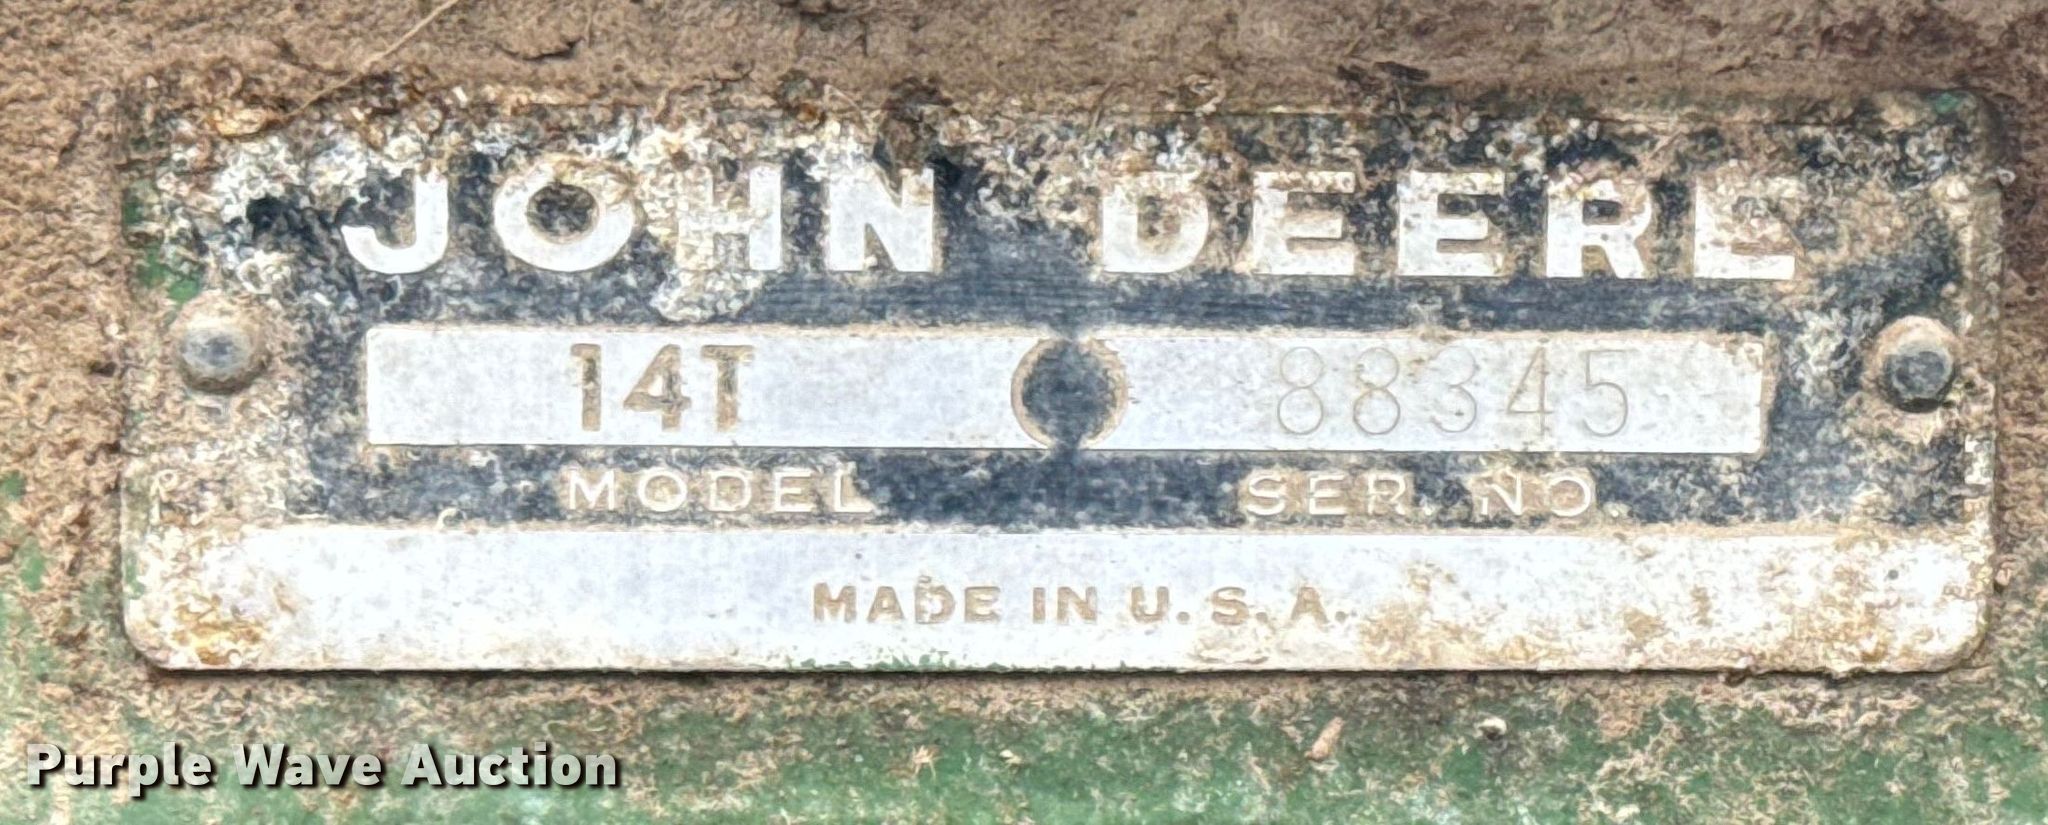 JOHN DEERE
14T 88345
MODEL SER. NO.
MADE IN U.S.A.
Purple Wave Auction